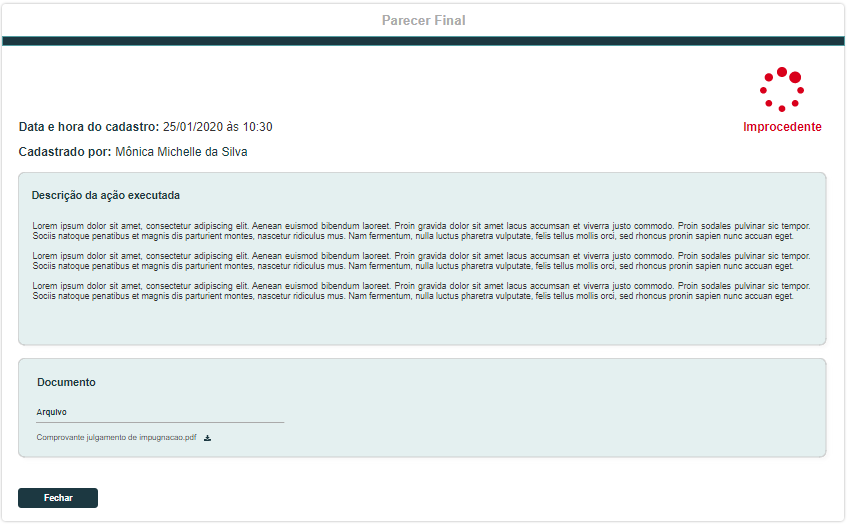 Parecer Final
Improcedente
Data e hora do cadastro: 25/01/2020 às 10:30
Cadastrado por: Mônica Michelle da Silva
Descrição da ação executada
Lorem ipsum dolor sit amet, consectetur adipiscing elit. Aenean euismod bibendum laoreet. Proin gravida dolor sit amet lacus accumsan et viverra justo commodo. Proin sodales pulvinar sic tempor.
Sociis natoque penatibus et magnis dis parturient montes, nascetur ridiculus mus. Nam fermentum, nulla luctus pharetra vulputate, felis tellus mollis orci, sed rhoncus pronin sapien nunc accuan eget.
Lorem ipsum dolor sit amet, consectetur adipiscing elit. Aenean euismod bibendum laoreet. Proin gravida dolor sit amet lacus accumsan et viverra justo commodo. Proin sodales pulvinar sic tempor.
Sociis natoque penatibus et magnis dis parturient montes, nascetur ridiculus mus. Nam fermentum, nulla luctus pharetra vulputate, felis tellus mollis orci, sed rhoncus pronin sapien nunc accuan eget.
Lorem ipsum dolor sit amet, consectetur adipiscing elit. Aenean euismod bibendum laoreet. Proin gravida dolor sit amet lacus accumsan et viverra justo commodo. Proin sodales pulvinar sic tempor.
Sociis natoque penatibus et magnis dis parturient montes, nascetur ridiculus mus. Nam fermentum, nulla luctus pharetra vulputate, felis tellus mollis orci, sed rhoncus pronin sapien nunc accuan eget.
Documento
Arquivo
Comprovante julgamento de impugnacao.pdf
Fechar